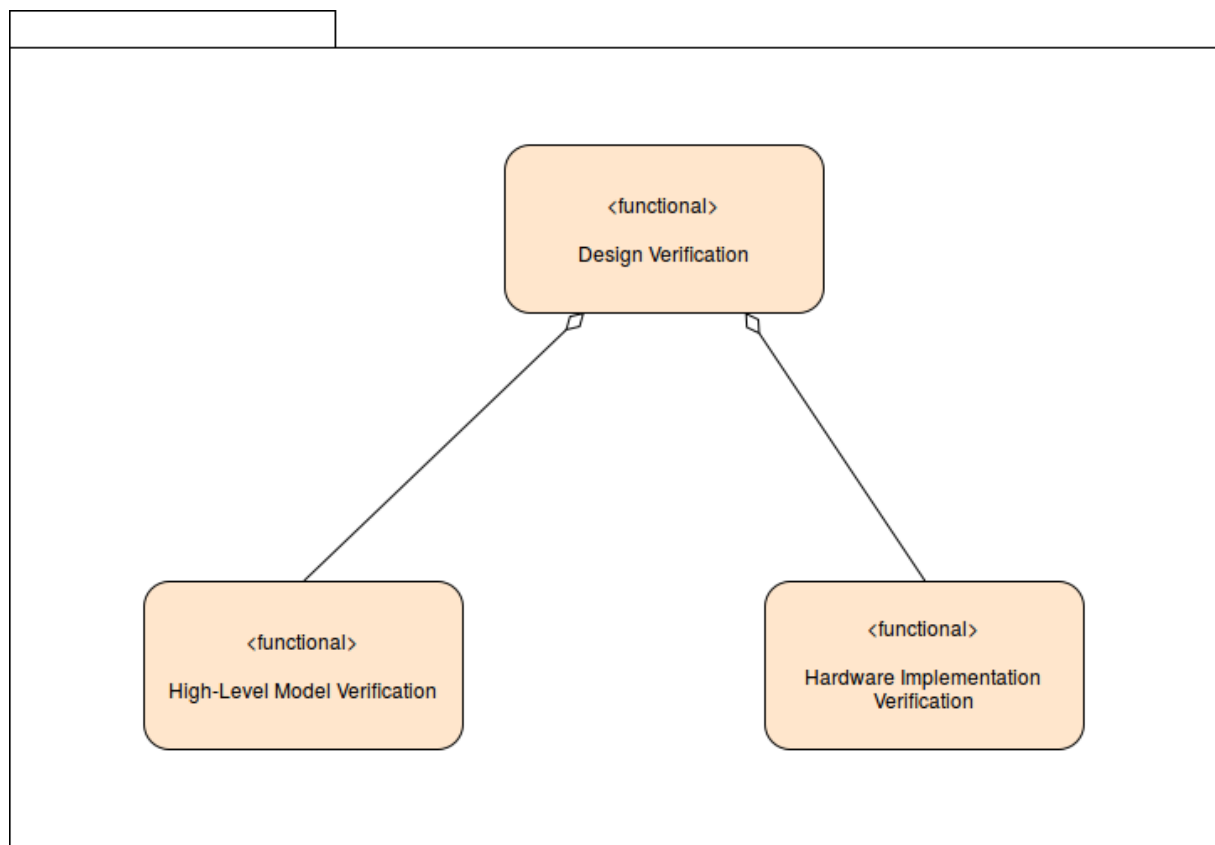 <functional>
Design Verification
<functional>
High-Level Model Verification
<functional>
Hardware Implementation
Verification